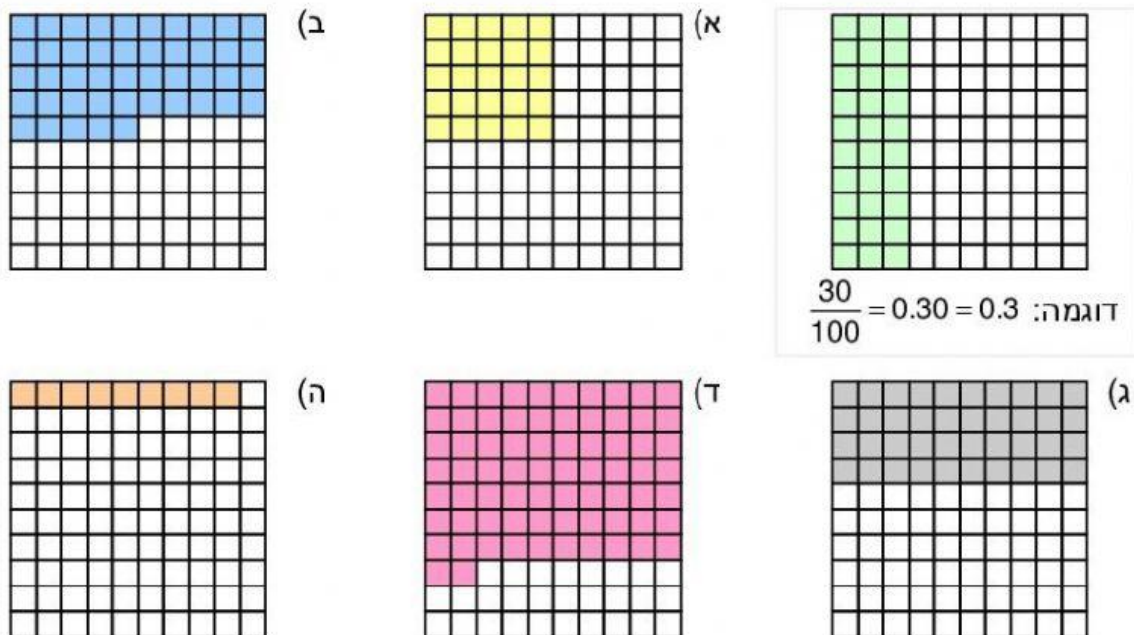 א)
ב)
דוגמה: 30/100 = 0.30 = 0.3
ג)
ד)
ה)